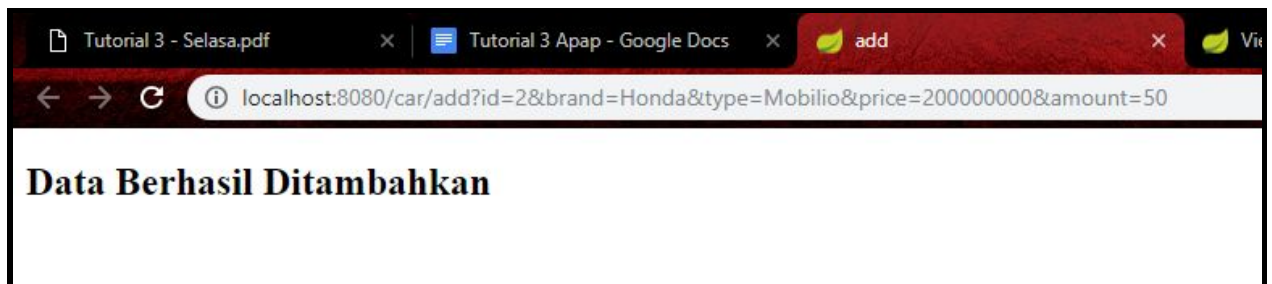 Tutorial 3 - Selasa.pdf
Tutorial 3 Apap - Google Docs
add
localhost:8080/car/add?id=2&brand=Honda&type=Mobilio&price=200000000&amount=50
Data Berhasil Ditambahkan